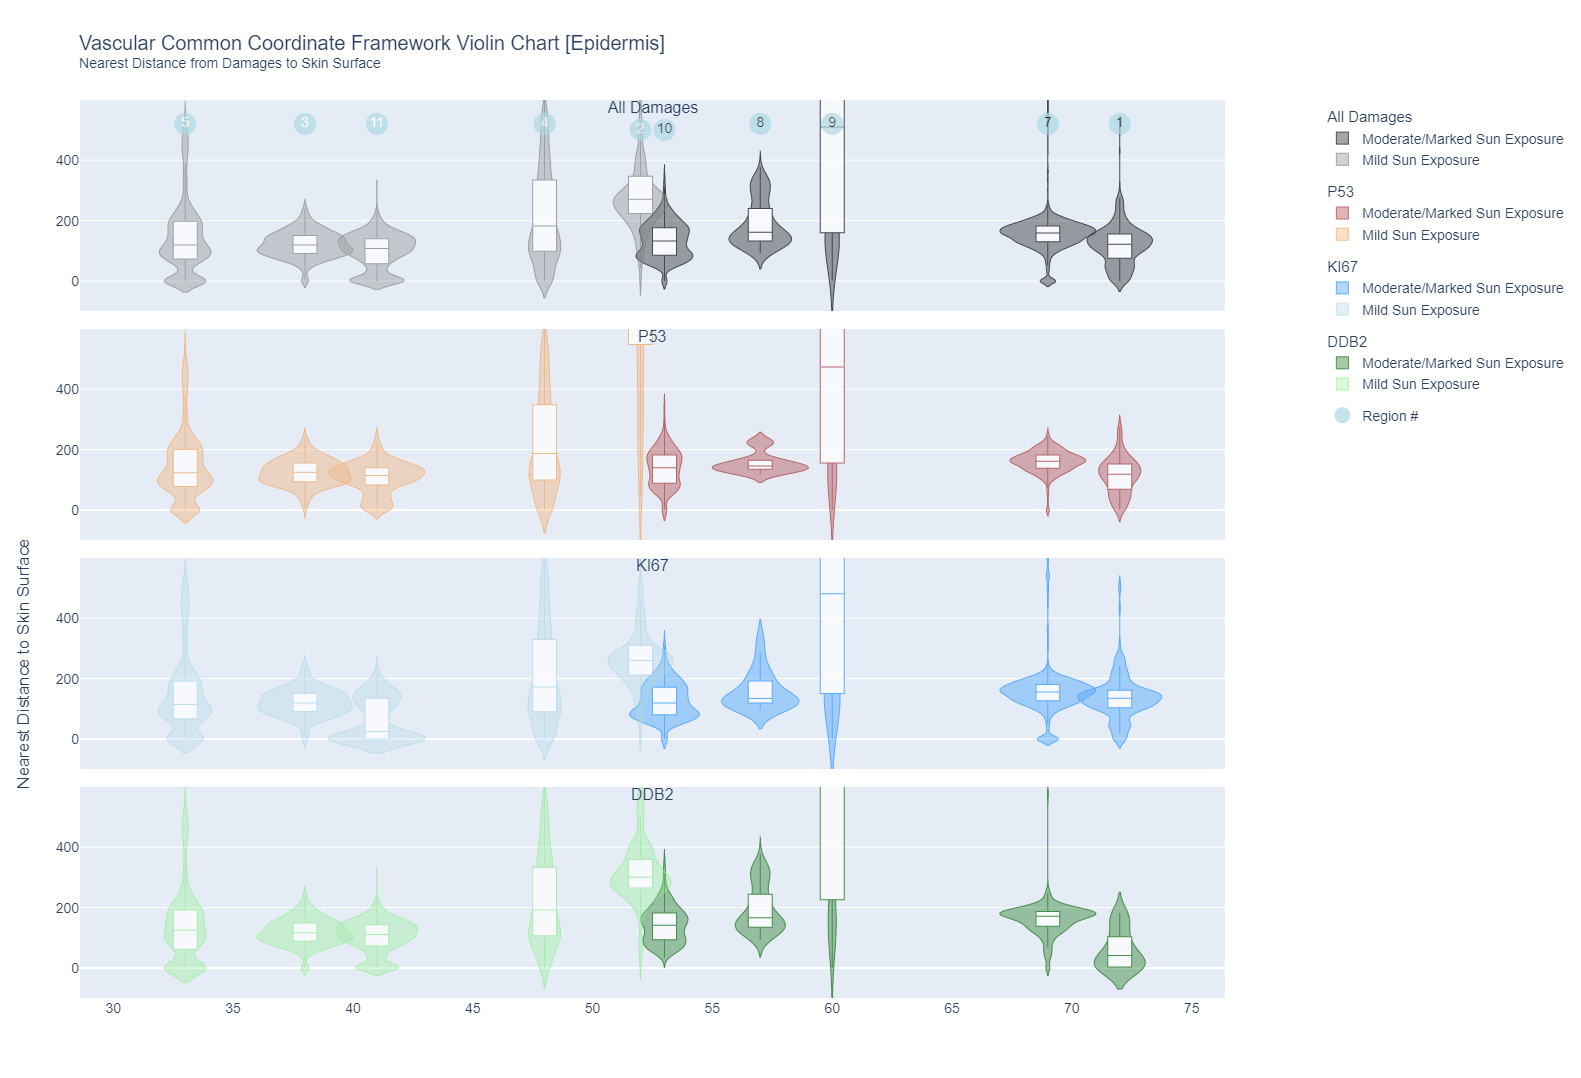 Vascular Common Coordinate Framework Violin Chart [Epidermis]
Nearest Distance from Damages to Skin Surface
All Damages
5 3 11 4 2 10 8 9 7 1
400
200
0
P53
400
200
0
KI67
400
200
0
DDB2
400
200
0
30 35 40 45 50 55 60 65 70 75
Nearest Distance to Skin Surface
All Damages
Moderate/Marked Sun Exposure
Mild Sun Exposure
P53
Moderate/Marked Sun Exposure
Mild Sun Exposure
KI67
Moderate/Marked Sun Exposure
Mild Sun Exposure
DDB2
Moderate/Marked Sun Exposure
Mild Sun Exposure
Region #